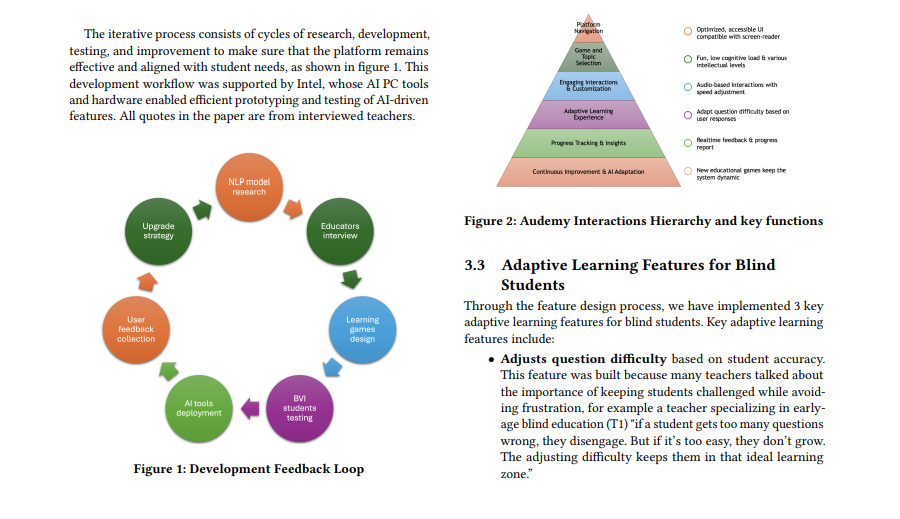 The iterative process consists of cycles of research, development,
testing, and improvement to make sure that the platform remains
effective and aligned with student needs, as shown in figure 1. This
development workflow was supported by Intel, whose AI PC tools
and hardware enabled efficient prototyping and testing of AI-driven
features. All quotes in the paper are from interviewed teachers.
NLP model
research
Educators
interview
Learning
games
design
BVI
students
testing
AI tools
deployment
User
feedback
collection
Upgrade
strategy
Figure 1: Development Feedback Loop
Platform
Navigation
Game and
Topic
Selection
Engaging Interactions
& Customization
Adaptive Learning
Experience
Progress Tracking & Insights
Continuous Improvement & AI Adaptation
Optimized, accessible UI
compatible with screen-reader
Fun, low cognitive load & various
intellectual levels
Audio-based interactions with
speed adjustment
Adapt question difficulty based on
user responses
Realtime feedback & progress
report
New educational games keep the
system dynamic
Figure 2: Audemy Interactions Hierarchy and key functions
3.3 Adaptive Learning Features for Blind
Students
Through the feature design process, we have implemented 3 key
adaptive learning features for blind students. Key adaptive learning
features include:
• Adjusts question difficulty based on student accuracy.
This feature was built because many teachers talked about
the importance of keeping students challenged while avoid-
ing frustration, for example a teacher specializing in early-
age blind education (T1) "if a student gets too many questions
wrong, they disengage. But if it's too easy, they don't grow.
The adjusting difficulty keeps them in that ideal learning
zone."